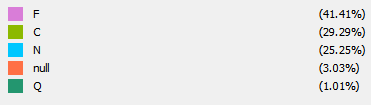 F (41.41%)
C (29.29%)
N (25.25%)
null (3.03%)
Q (1.01%)